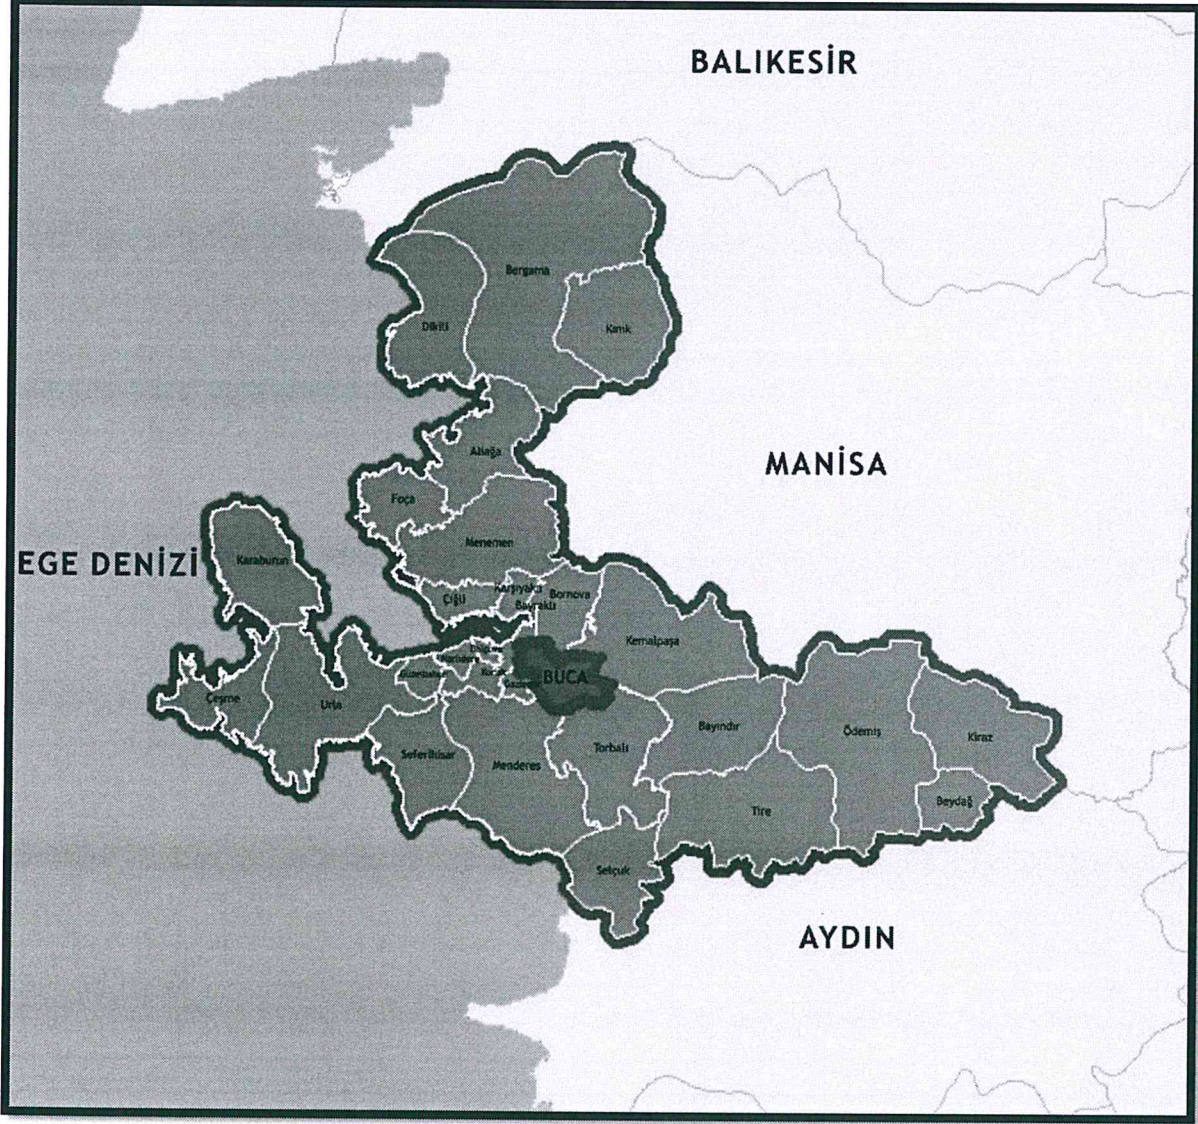 BALIKESİR
Bergama
Dikili
Kınık
Aliağa
MANİSA
Foça
Menemen
EGE DENİZİ
Karaburun
Çiğli
Karşıyaka
Bornova
Bayraklı
Kemalpaşa
BUCA
Çeşme
Urla
Bayındır
Ödemiş
Kiraz
Seferihisar
Menderes
Torbalı
Tire
Beydağ
Selçuk
AYDIN